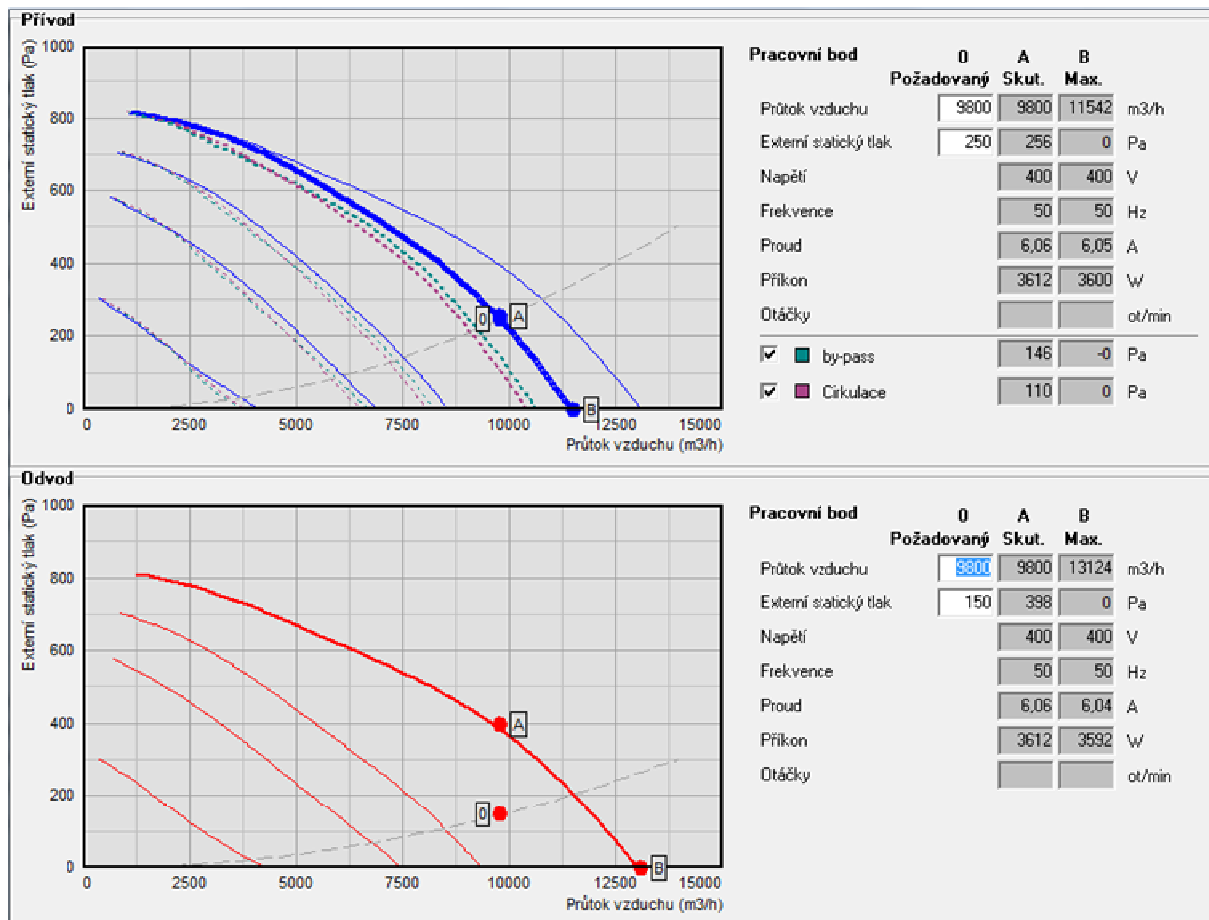 Přívod
Externí statický tlak (Pa)
1000
800
600
400
200
0
0 2500 5000 7500 10000 12500 15000
Průtok vzduchu (m3/h)
0 A
B
Pracovní bod 0 A B
Požadovaný Skut. Max.
Průtok vzduchu 9800 9800 11542 m3/h
Externí statický tlak 250 256 0 Pa
Napětí 400 400 V
Frekvence 50 50 Hz
Proud 6,06 6,05 A
Příkon 3612 3600 W
Otáčky ot/min
by-pass 146 -0 Pa
Cirkulace 110 0 Pa
Odvod
Externí statický tlak (Pa)
1000
800
600
400
200
0
0 2500 5000 7500 10000 12500 15000
Průtok vzduchu (m3/h)
A
0
B
Pracovní bod 0 A B
Požadovaný Skut. Max.
Průtok vzduchu 9800 9800 13124 m3/h
Externí statický tlak 150 398 0 Pa
Napětí 400 400 V
Frekvence 50 50 Hz
Proud 6,06 6,04 A
Příkon 3612 3592 W
Otáčky ot/min